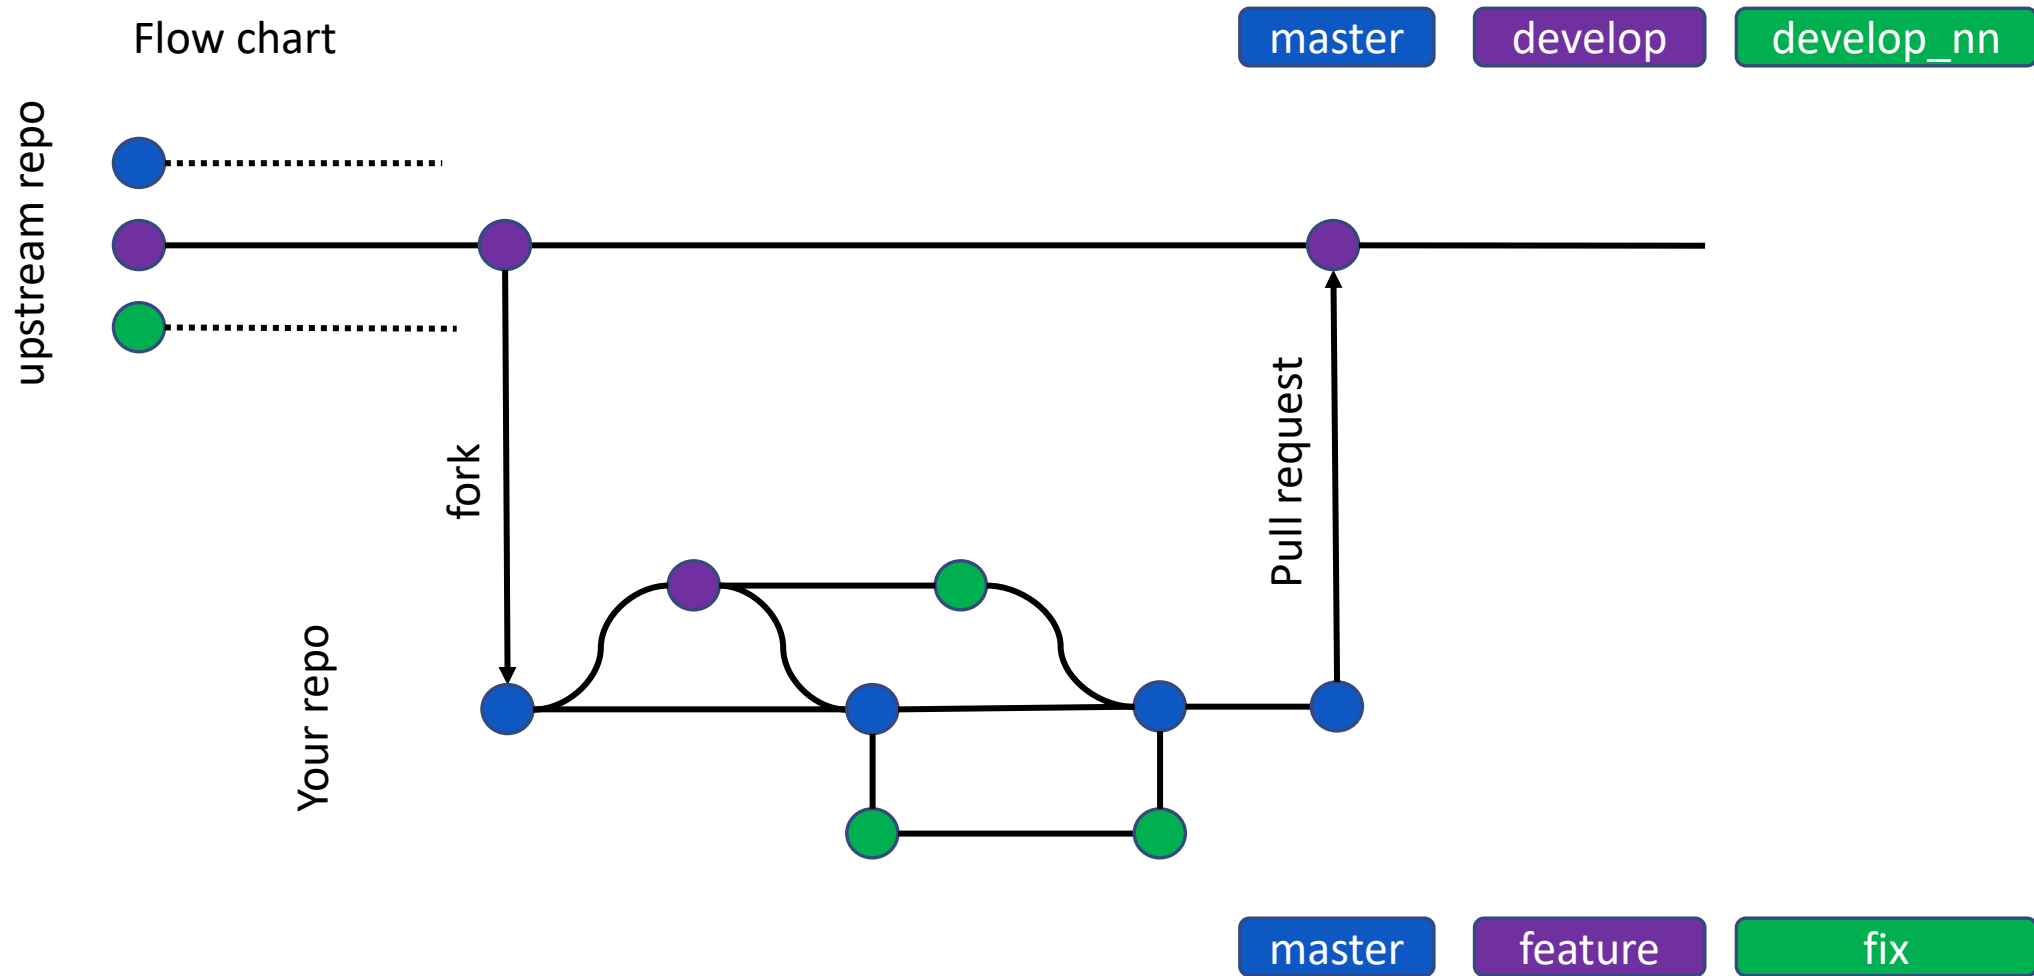 Flow chart
master
develop
develop_nn
upstream repo
fork
Pull request
Your repo
master
feature
fix